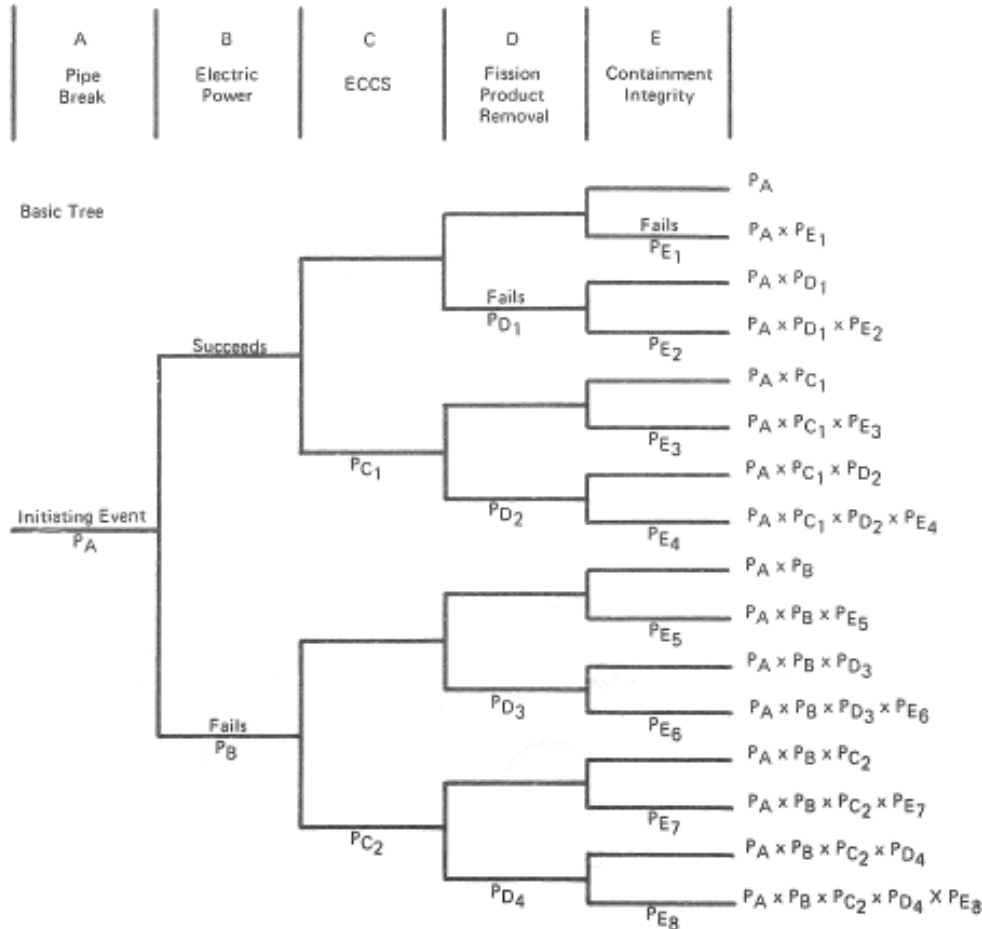 A
Pipe
Break
B
Electric
Power
C
ECCS
D
Fission
Product
Removal
E
Containment
Integrity
Basic Tree
P_A
Fails
P_E1
P_A x P_E1
P_A x P_D1
Fails
P_D1
P_A x P_D1 x P_E2
P_E2
Succeeds
P_A x P_C1
P_A x P_C1 x P_E3
P_E3
P_C1
P_A x P_C1 x P_D2
P_D2
P_A x P_C1 x P_D2 x P_E4
P_E4
Initiating Event
P_A
P_A x P_B
P_A x P_B x P_E5
P_E5
P_A x P_B x P_D3
P_D3
P_A x P_B x P_D3 x P_E6
P_E6
Fails
P_B
P_A x P_B x P_C2
P_A x P_B x P_C2 x P_E7
P_E7
P_C2
P_A x P_B x P_C2 x P_D4
P_D4
P_A x P_B x P_C2 x P_D4 X P_E8
P_E8